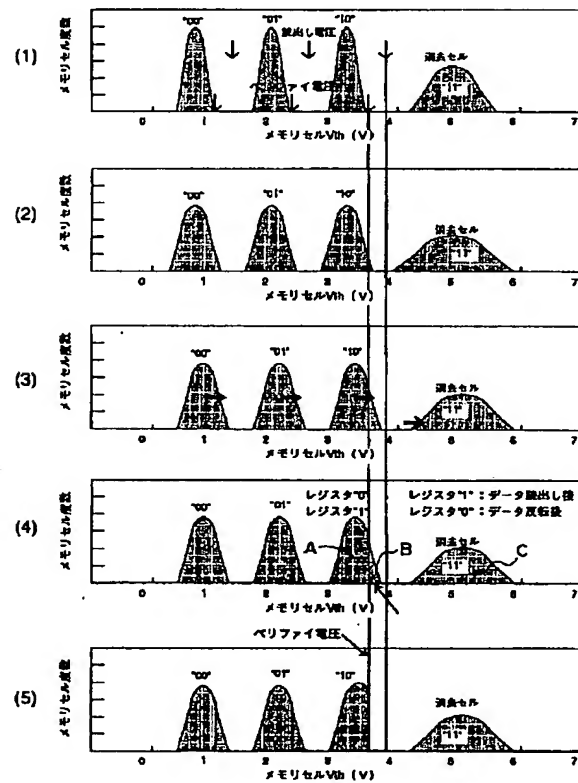 (1)
メモリセル度数
"00"
"01"
"10"
読出し電圧
消去セル
"11"
ベリファイ電圧
0 1 2 3 4 5 6 7
メモリセルVth (V)
(2)
メモリセル度数
"00"
"01"
"10"
消去セル
"11"
0 1 2 3 4 5 6 7
メモリセルVth (V)
(3)
メモリセル度数
"00"
"01"
"10"
消去セル
"11"
0 1 2 3 4 5 6 7
メモリセルVth (V)
(4)
メモリセル度数
レジスタ"0" レジスタ"1":データ読出し後
レジスタ"1" レジスタ"0":データ反転後
"00"
"01"
"10"
消去セル
"11"
A
B
C
0 1 2 3 4 5 6 7
メモリセルVth (V)
ベリファイ電圧
(5)
メモリセル度数
"00"
"01"
"10"
消去セル
"11"
0 1 2 3 4 5 6 7
メモリセルVth (V)